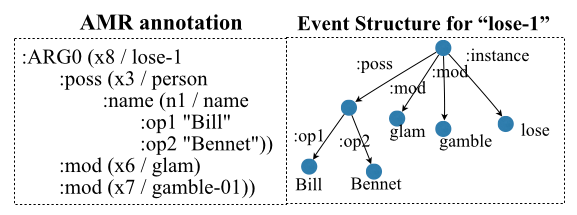 AMR annotation
Event Structure for “lose-1”
:ARG0 (x8 / lose-1
:poss (x3 / person
:name (n1 / name
:op1 "Bill"
:op2 "Bennet"))
:mod (x6 / glam)
:mod (x7 / gamble-01))
:poss
:mod
:mod
:instance
:op1
:op2
glam
gamble
lose
Bill
Bennet